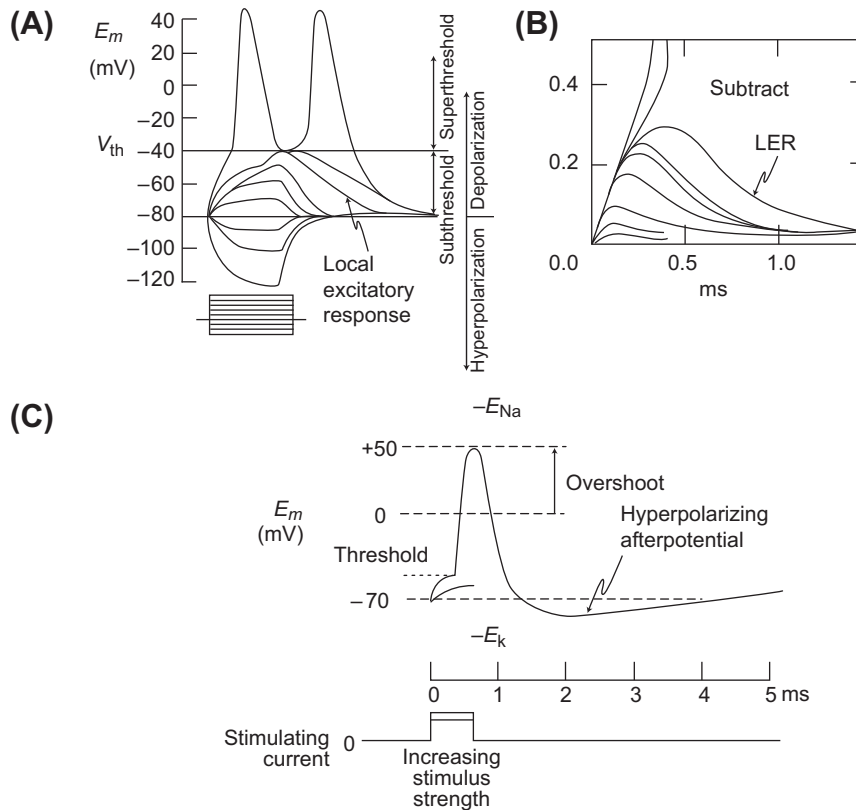 (A)
E_m
(mV)
40
20
0
−20
V_th
−40
−60
−80
−100
−120
Local
excitatory
response
Superthreshold
Subthreshold
Depolarization
Hyperpolarization
(B)
0.4
0.2
0.0
0.5
1.0
ms
Subtract
LER
(C)
−E_Na
+50
Overshoot
E_m
(mV)
0
Hyperpolarizing
afterpotential
Threshold
−70
−E_k
0 1 2 3 4 5 ms
Stimulating
current
0
Increasing
stimulus
strength